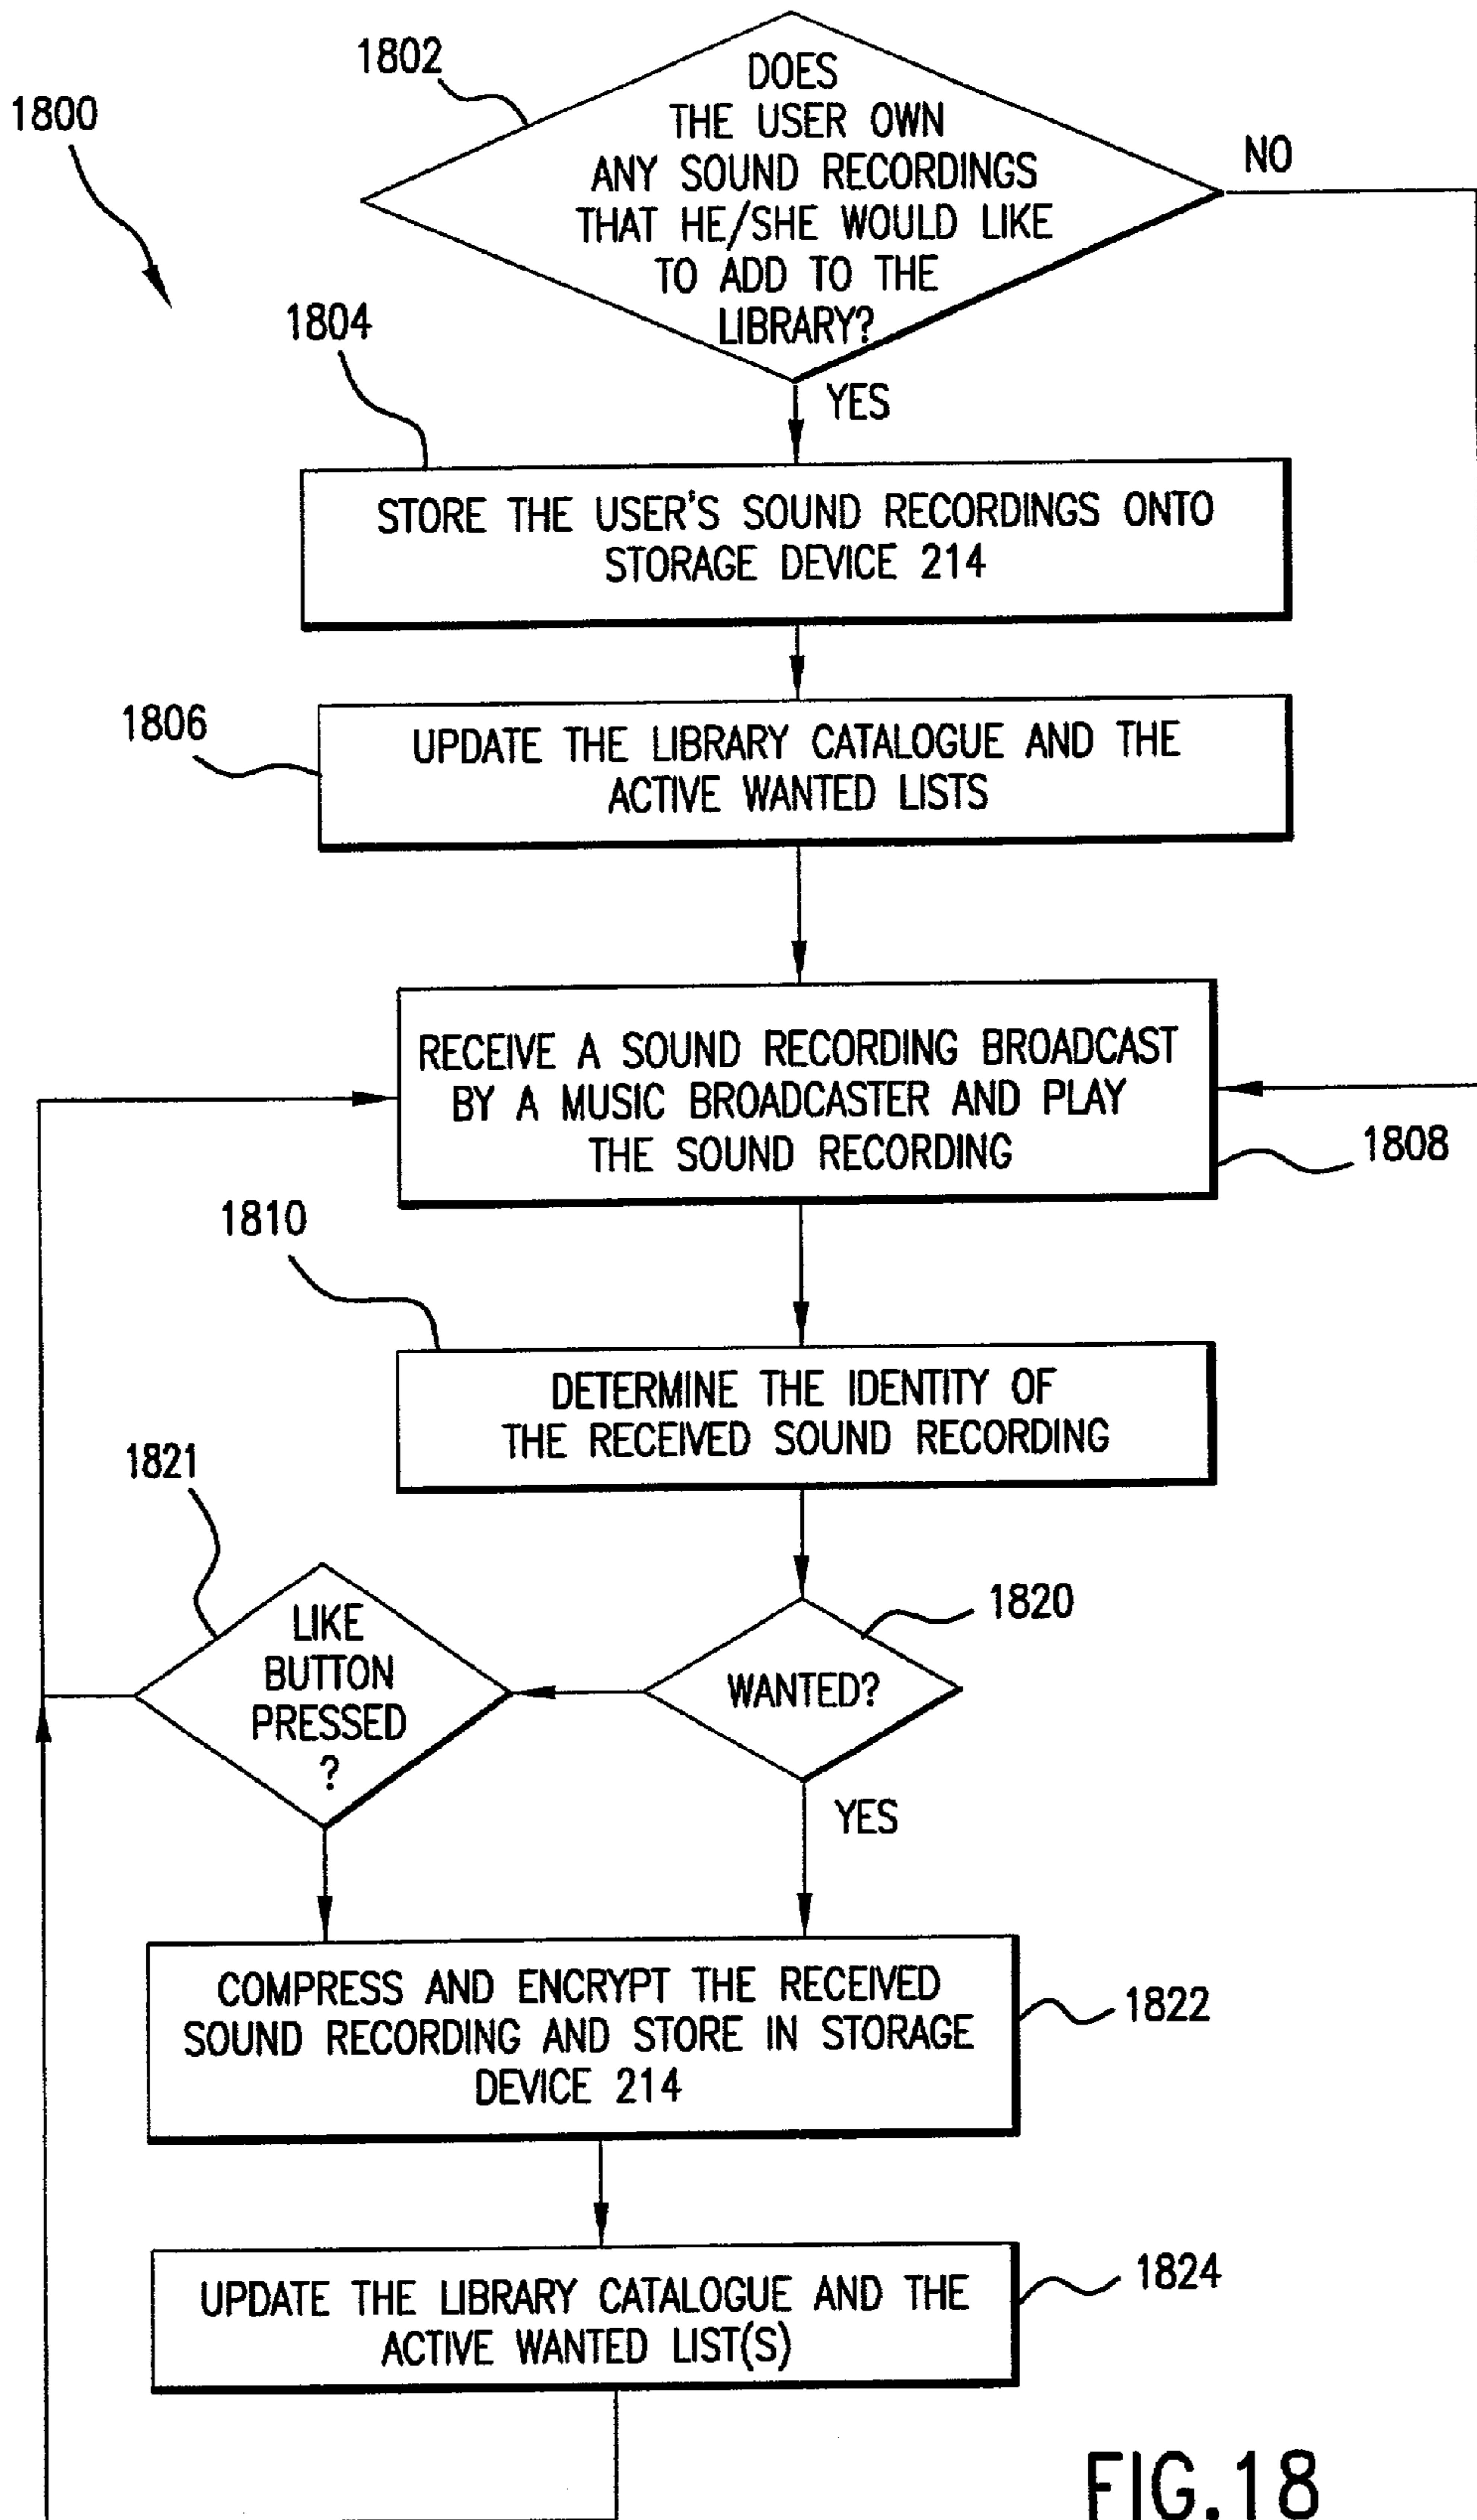 1800
1802
DOES
THE USER OWN
ANY SOUND RECORDINGS
THAT HE/SHE WOULD LIKE
TO ADD TO THE
LIBRARY?
NO
YES
1804
STORE THE USER'S SOUND RECORDINGS ONTO
STORAGE DEVICE 214
1806
UPDATE THE LIBRARY CATALOGUE AND THE
ACTIVE WANTED LISTS
RECEIVE A SOUND RECORDING BROADCAST
BY A MUSIC BROADCASTER AND PLAY
THE SOUND RECORDING
1808
1810
DETERMINE THE IDENTITY OF
THE RECEIVED SOUND RECORDING
1821
LIKE
BUTTON
PRESSED
?
1820
WANTED?
YES
COMPRESS AND ENCRYPT THE RECEIVED
SOUND RECORDING AND STORE IN STORAGE
DEVICE 214
1822
UPDATE THE LIBRARY CATALOGUE AND THE
ACTIVE WANTED LIST(S)
1824
FIG.18